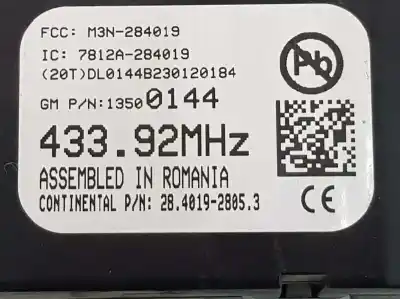 FCC: M3N-284019
IC: 7812A-284019
(20T)DL0144B230120184
GM P/N:13500144
433.92MHz
ASSEMBLED IN ROMANIA
CONTINENTAL P/N: 28.4019-2805.3
Pb
CE